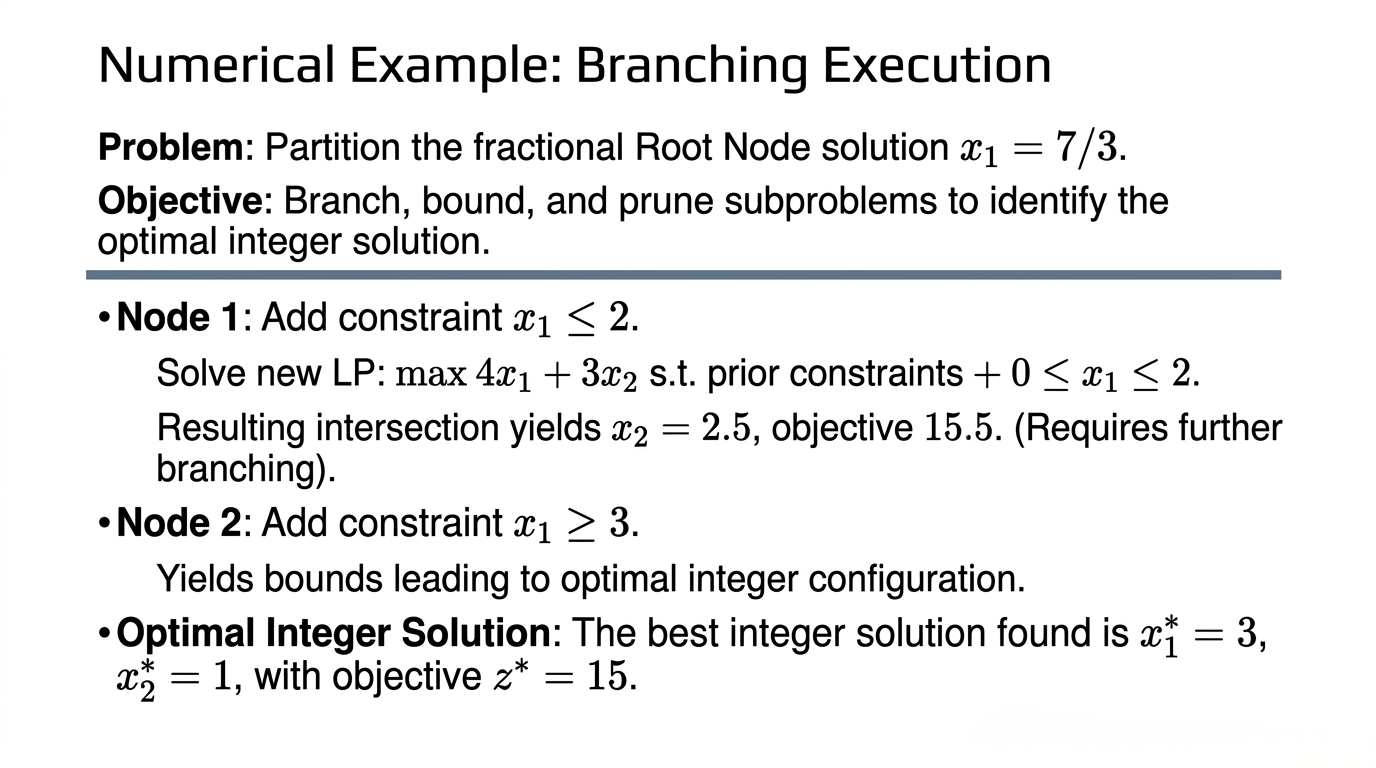 Numerical Example: Branching Execution
Problem: Partition the fractional Root Node solution x₁ = 7/3.
Objective: Branch, bound, and prune subproblems to identify the
optimal integer solution.
•Node 1: Add constraint x₁ ≤ 2.
Solve new LP: max 4x₁ + 3x₂ s.t. prior constraints + 0 ≤ x₁ ≤ 2.
Resulting intersection yields x₂ = 2.5, objective 15.5. (Requires further
branching).
•Node 2: Add constraint x₁ ≥ 3.
Yields bounds leading to optimal integer configuration.
•Optimal Integer Solution: The best integer solution found is x₁* = 3,
x₂* = 1, with objective z* = 15.